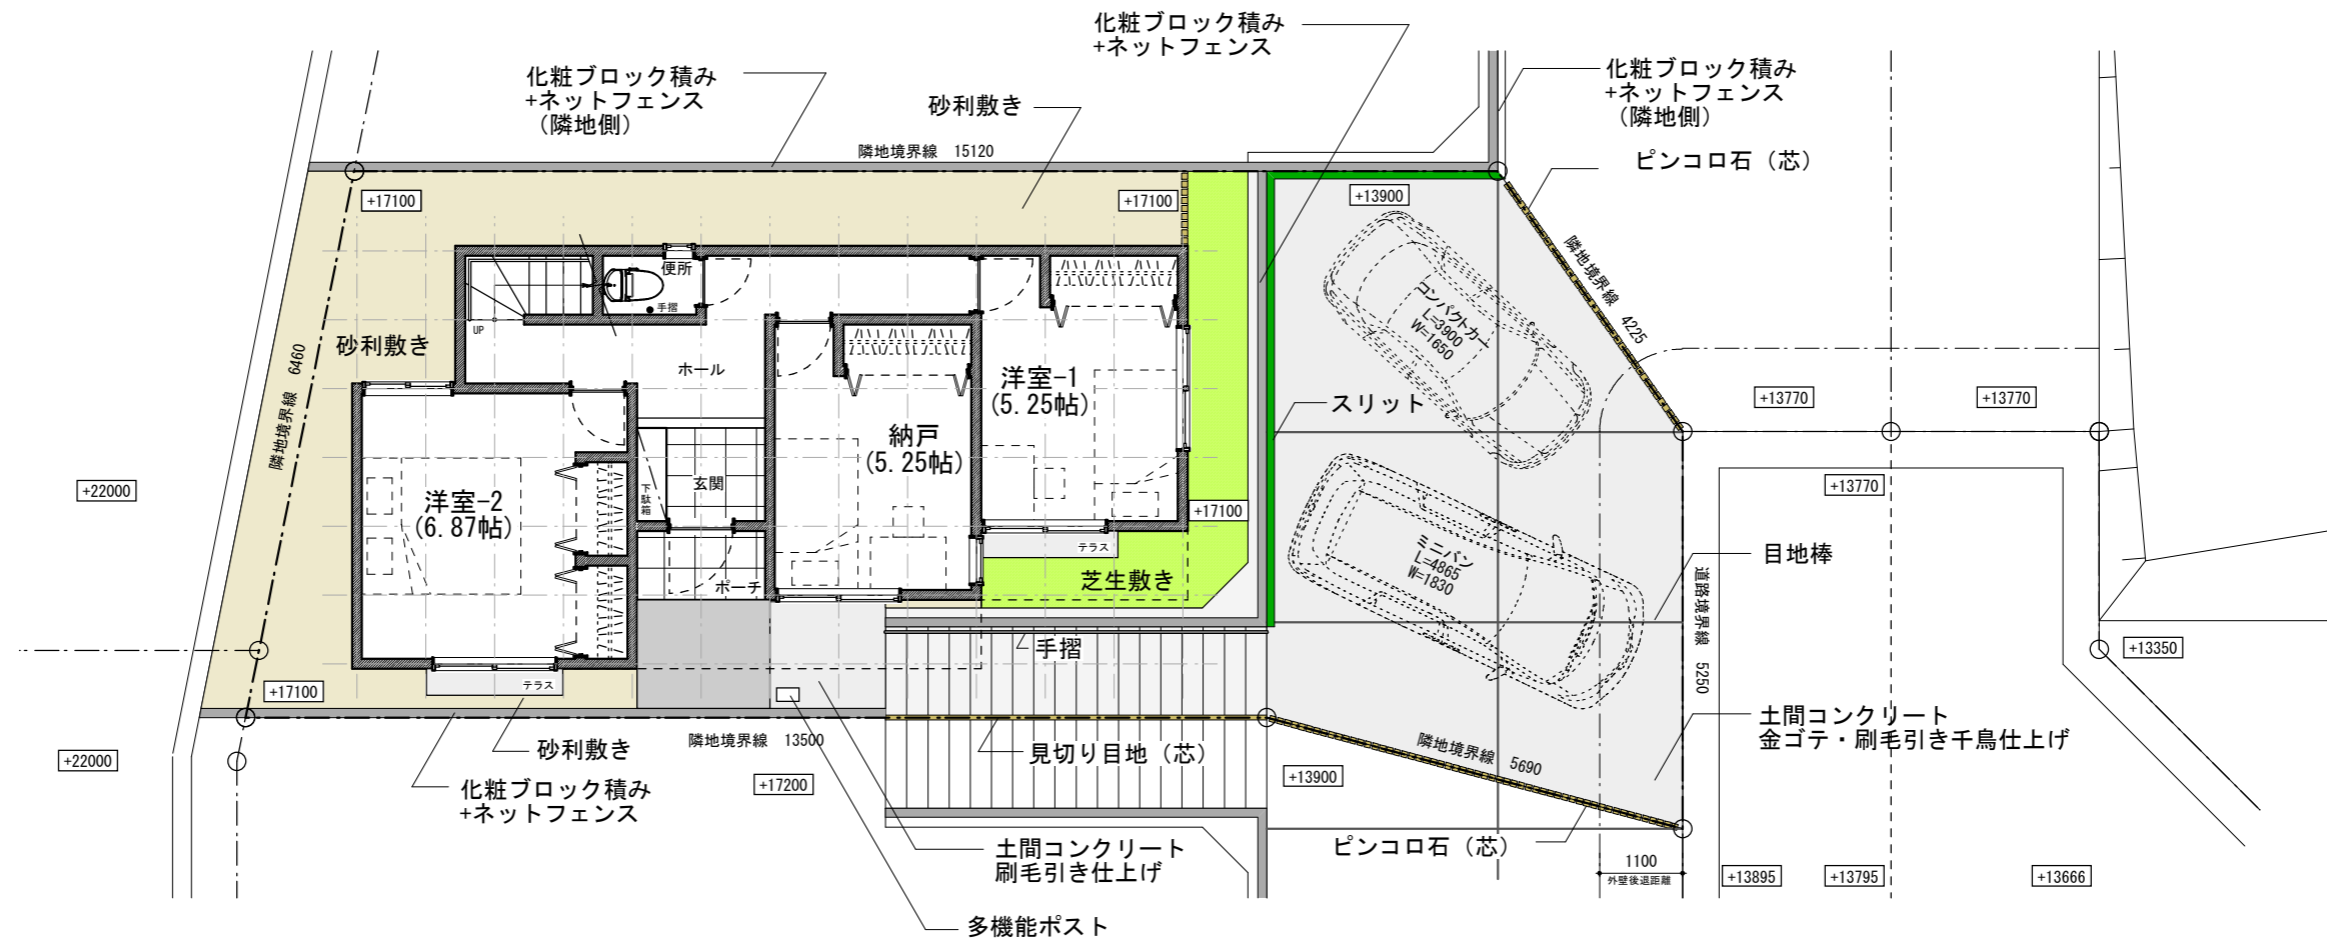 化粧ブロック積み
+ネットフェンス
化粧ブロック積み
+ネットフェンス
（隣地側）
砂利敷き
化粧ブロック積み
+ネットフェンス
（隣地側）
ピンコロ石（芯）
隣地境界線 15120
+17100
+17100
+13900
便所
手摺
UP
隣地境界線 4225
コンパクトカー
L=3900
W=1650
砂利敷き
隣地境界線 6460
ホール
洋室-1
(5.25帖)
スリット
+13770
+13770
納戸
(5.25帖)
+22000
洋室-2
(6.87帖)
下駄箱
玄関
+17100
+13770
テラス
目地棒
ミニバン
L=4865
W=1830
芝生敷き
ポーチ
道路境界線 5250
手摺
+13350
テラス
+17100
土間コンクリート
金ゴテ・刷毛引き千鳥仕上げ
隣地境界線 13500
砂利敷き
見切り目地（芯）
隣地境界線 5690
+22000
+17200
+13900
化粧ブロック積み
+ネットフェンス
土間コンクリート
刷毛引き仕上げ
ピンコロ石（芯）
1100
外壁後退距離
+13895
+13795
+13666
多機能ポスト